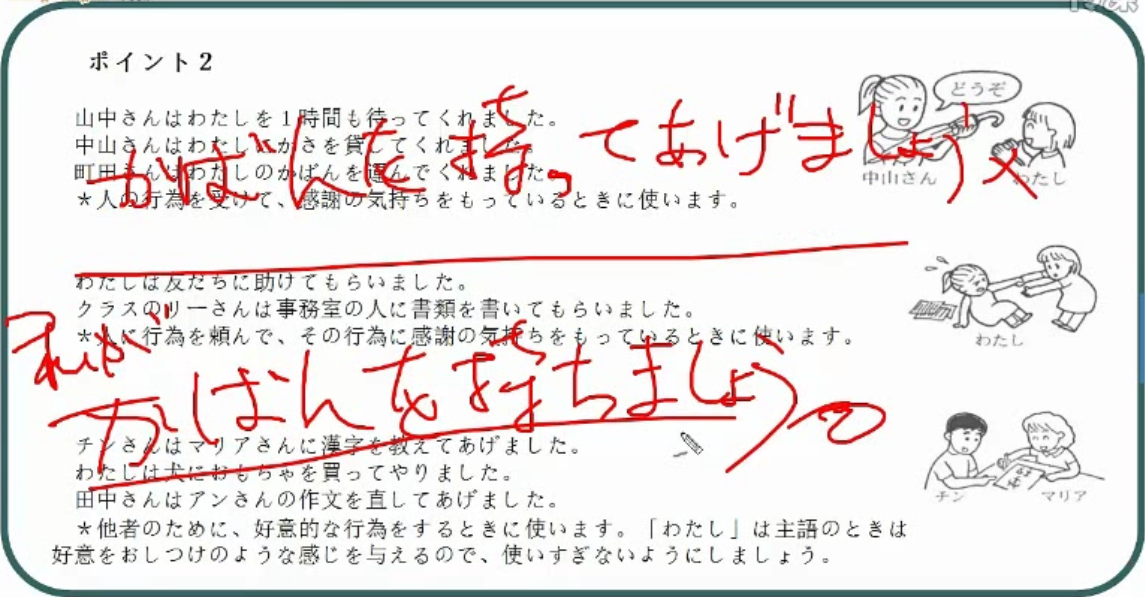 ポイント２
山中さんはわたしを１時間も待ってくれました。
中山さんはわたしにかさを貸してくれました。
町田さんはわたしのかばんを運んでくれました。
＊人の行為を受けて、感謝の気持ちをもっているときに使います。
かばんを持ってあげましょう×
どうぞ
中山さん
わたし
わたしは友だちに助けてもらいました。
クラスのリーさんは事務室の人に書類を書いてもらいました。
＊人に行為を頼んで、その行為に感謝の気持ちをもっているときに使います。
わたし
かばんを持ちましょう
チンさんはマリアさんに漢字を教えてあげました。
わたしは犬におもちゃを買ってやりました。
田中さんはアンさんの作文を直してあげました。
＊他者のために、好意的な行為をするときに使います。「わたし」は主語のときは
好意をおしつけのような感じを与えるので、使いすぎないようにしましょう。
チン
マリア